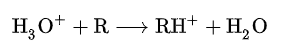 H₃O⁺ + R ⟶ RH⁺ + H₂O